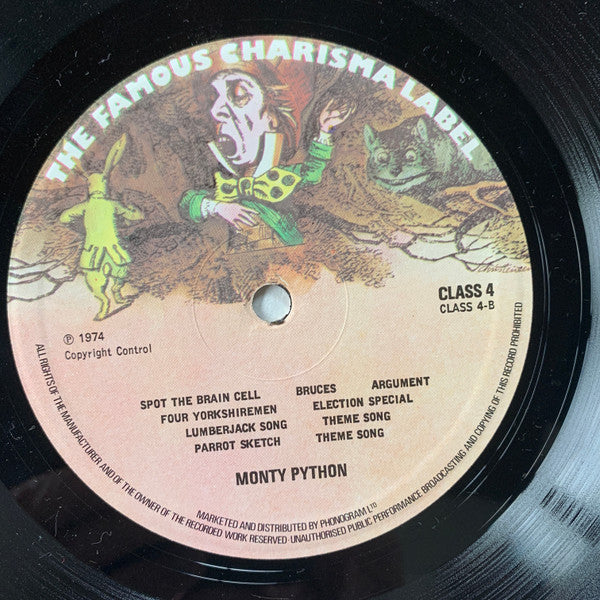 THE FAMOUS CHARISMA LABEL
CLASS 4
CLASS 4-B
Ⓟ 1974
Copyright Control
SPOT THE BRAIN CELL BRUCES ARGUMENT
FOUR YORKSHIREMEN ELECTION SPECIAL
LUMBERJACK SONG THEME SONG
PARROT SKETCH THEME SONG
MONTY PYTHON
MARKETED AND DISTRIBUTED BY PHONOGRAM LTD
ALL RIGHTS OF THE MANUFACTURER AND OF THE OWNER OF THE RECORDED WORK RESERVED·UNAUTHORISED PUBLIC PERFORMANCE BROADCASTING AND COPYING OF THIS RECORD PROHIBITED